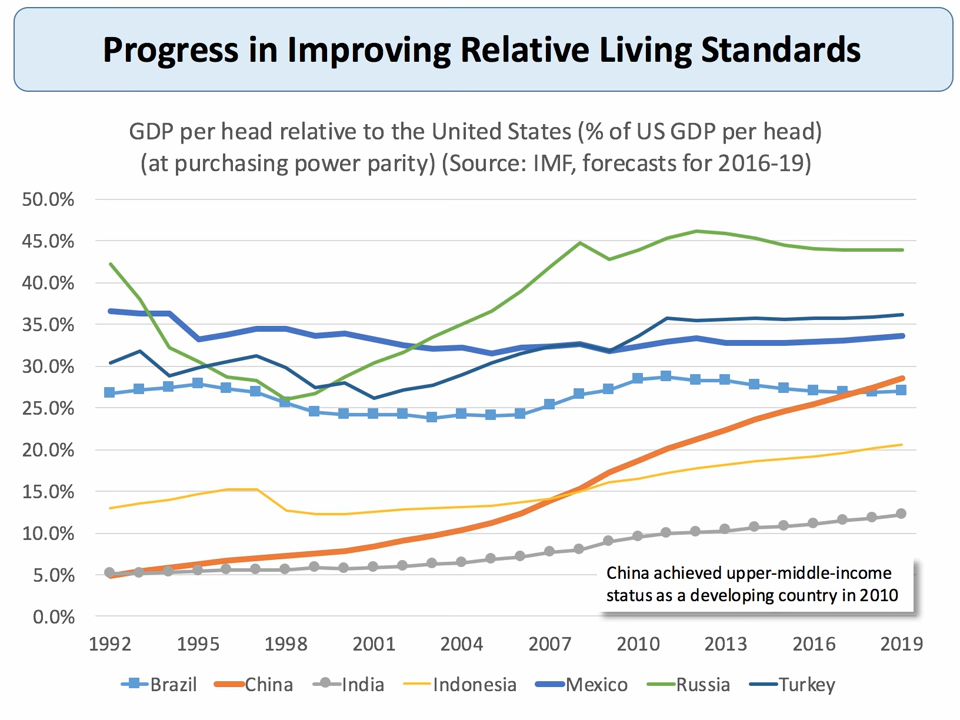 Progress in Improving Relative Living Standards
GDP per head relative to the United States (% of US GDP per head)
(at purchasing power parity) (Source: IMF, forecasts for 2016-19)
50.0%
45.0%
40.0%
35.0%
30.0%
25.0%
20.0%
15.0%
10.0%
5.0%
0.0%
China achieved upper-middle-income
status as a developing country in 2010
1992 1995 1998 2001 2004 2007 2010 2013 2016 2019
Brazil China India Indonesia Mexico Russia Turkey